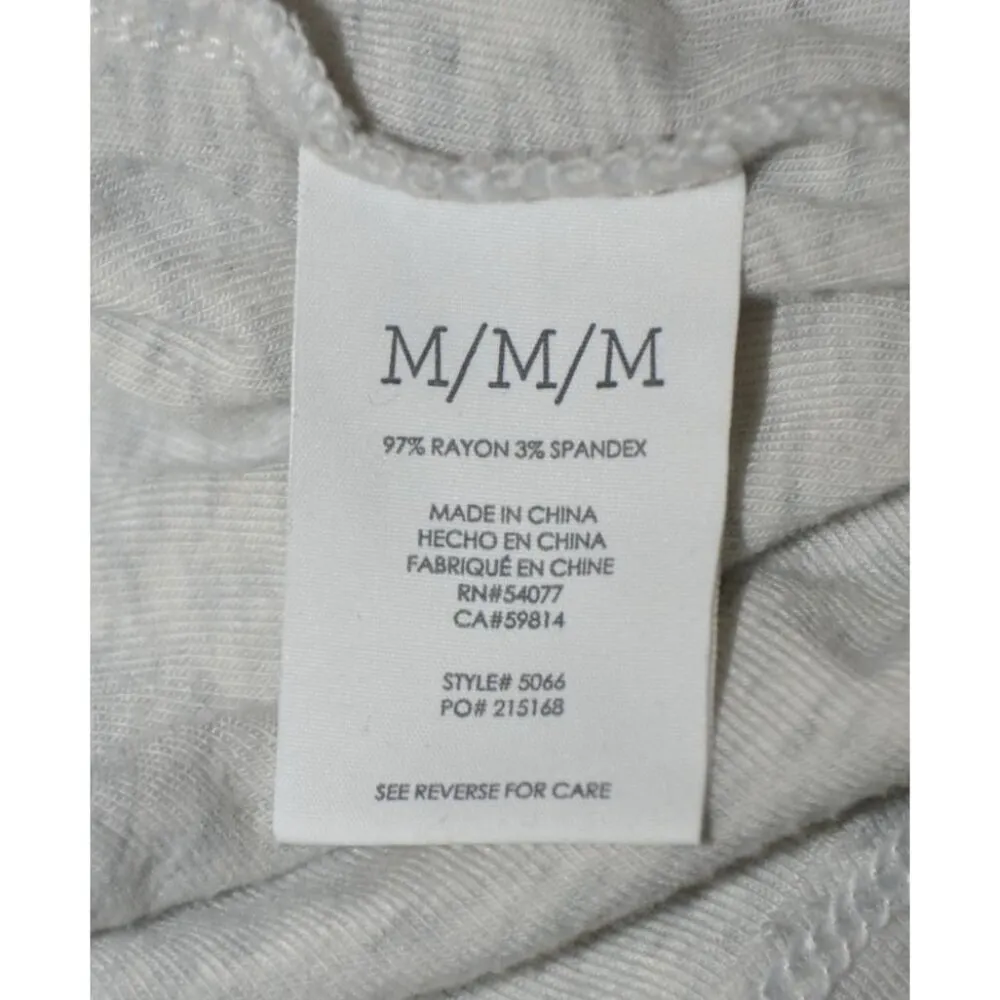 M/M/M
97% RAYON 3% SPANDEX
MADE IN CHINA
HECHO EN CHINA
FABRIQUÉ EN CHINE
RN#54077
CA#59814
STYLE# 5066
PO# 215168
SEE REVERSE FOR CARE